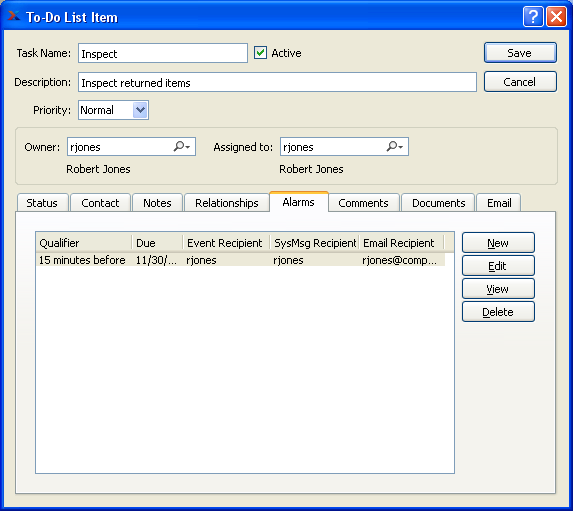 To-Do List Item
Task Name: Inspect Active Save
Description: Inspect returned items Cancel
Priority: Normal
Owner: rjones Assigned to: rjones
Robert Jones Robert Jones
Status Contact Notes Relationships Alarms Comments Documents Email
Qualifier Due Event Recipient SysMsg Recipient Email Recipient New
15 minutes before 11/30/... rjones rjones rjones@comp... Edit
View
Delete